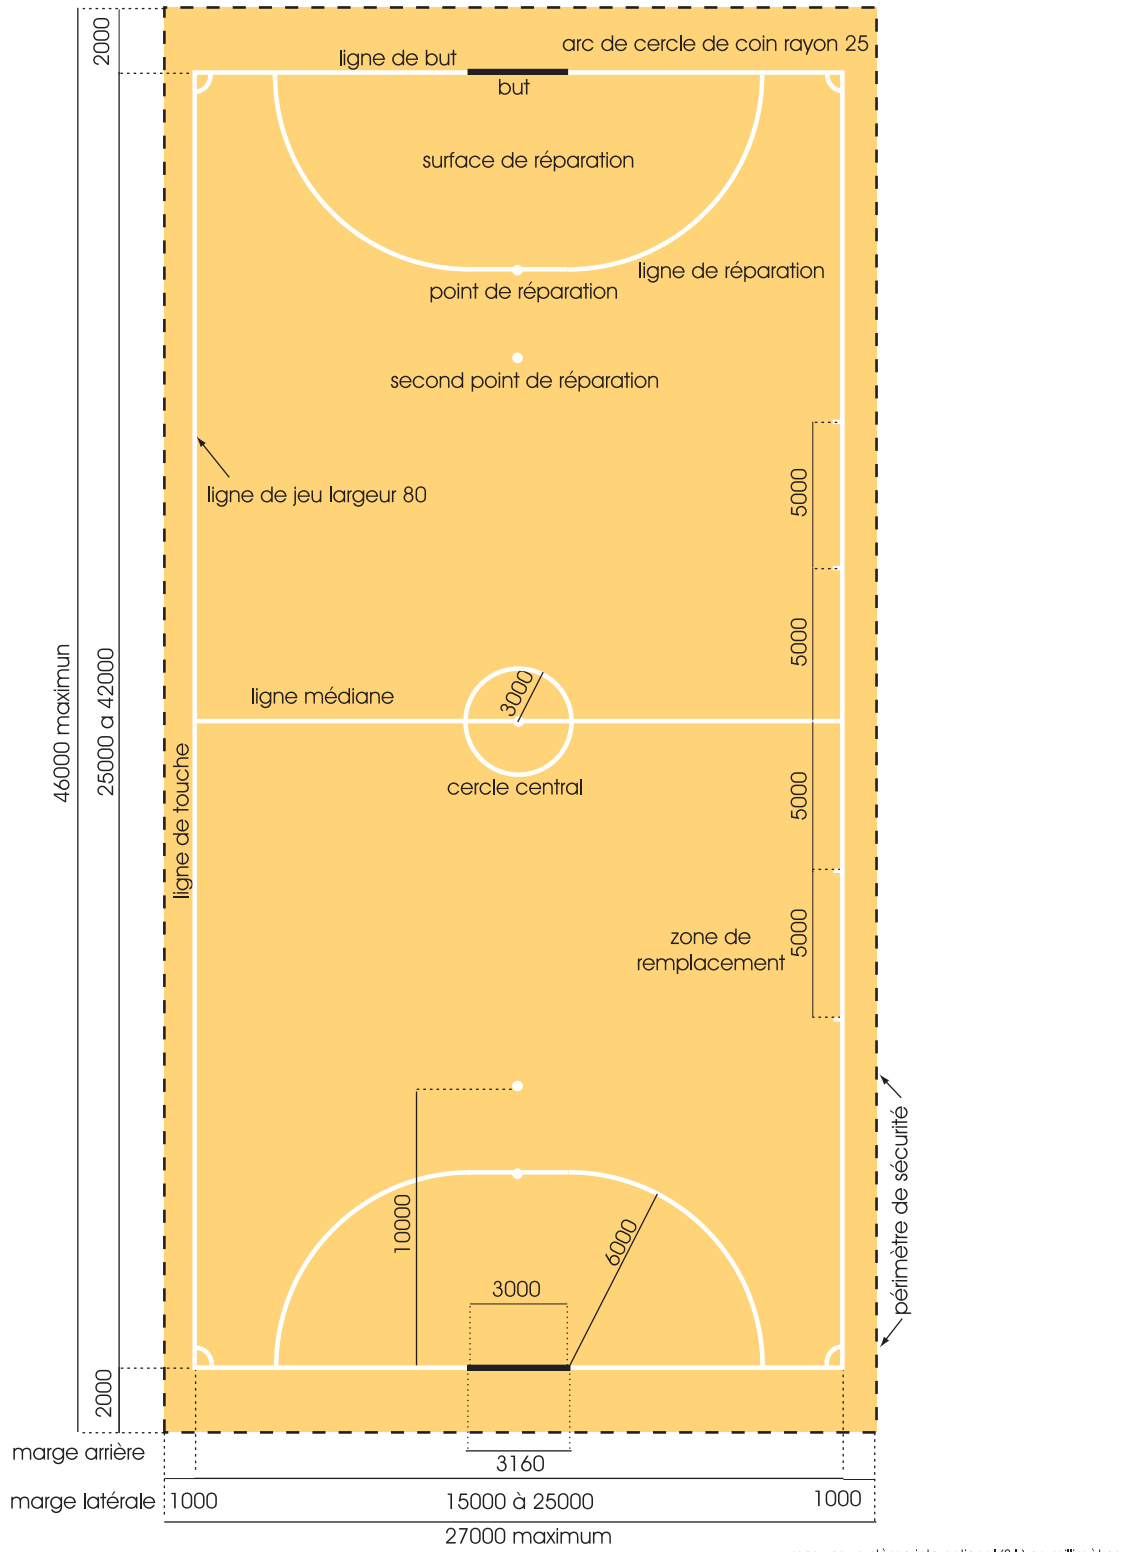 2000
ligne de but
arc de cercle de coin rayon 25
but
surface de réparation
ligne de réparation
point de réparation
second point de réparation
ligne de jeu largeur 80
5000
5000
46000 maximun
25000 a 42000
ligne médiane
3000
ligne de touche
cercle central
5000
5000
zone de
remplacement
périmètre de sécurité
10000
6000
3000
2000
marge arrière
3160
marge latérale
1000
15000 à 25000
1000
27000 maximum